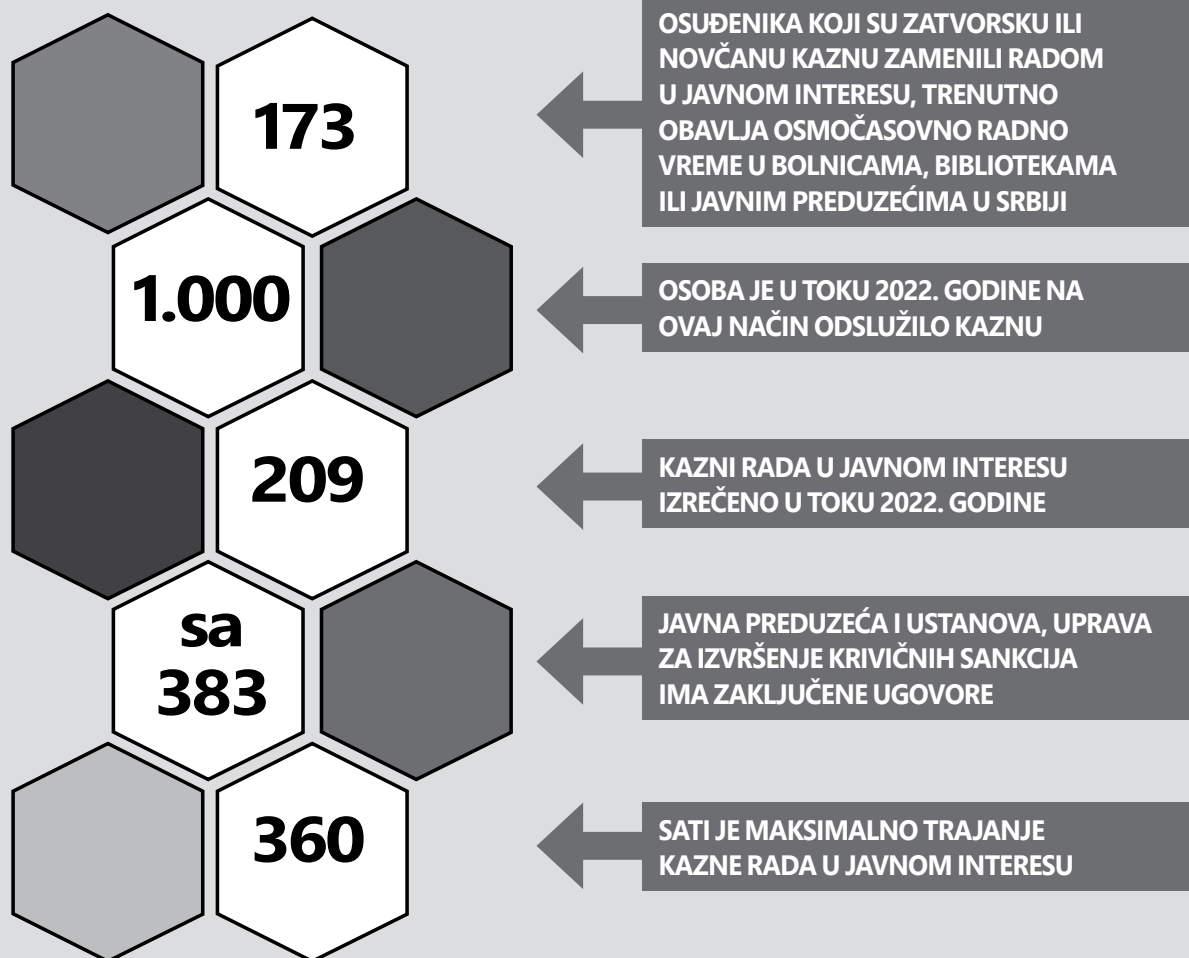 173
OSUĐENIKA KOJI SU ZATVORSKU ILI
NOVČANU KAZNU ZAMENILI RADOM
U JAVNOM INTERESU, TRENUTNO
OBAVLJA OSMOČASOVNO RADNO
VREME U BOLNICAMA, BIBLIOTEKAMA
ILI JAVNIM PREDUZEĆIMA U SRBIJI
1.000
OSOBA JE U TOKU 2022. GODINE NA
OVAJ NAČIN ODSLUŽILO KAZNU
209
KAZNI RADA U JAVNOM INTERESU
IZREČENO U TOKU 2022. GODINE
sa
383
JAVNA PREDUZEĆA I USTANOVA, UPRAVA
ZA IZVRŠENJE KRIVIČNIH SANKCIJA
IMA ZAKLJUČENE UGOVORE
360
SATI JE MAKSIMALNO TRAJANJE
KAZNE RADA U JAVNOM INTERESU